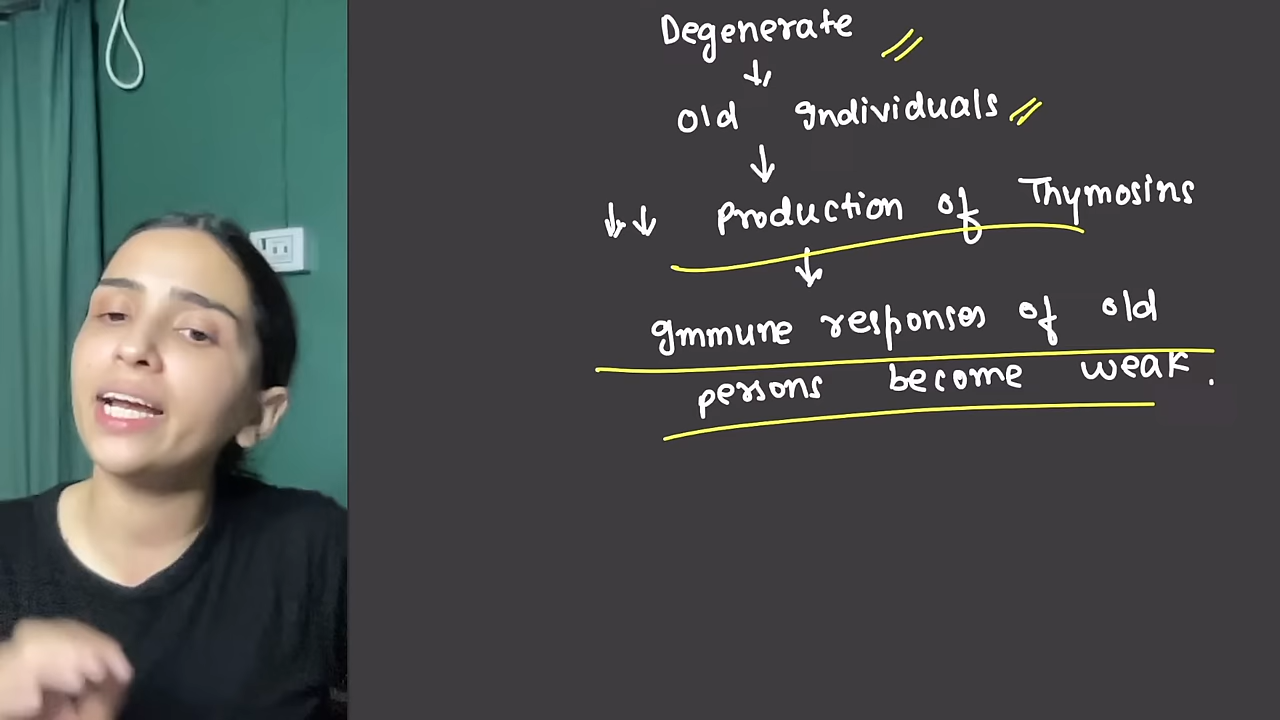 Degenerate
↓
Old Individuals
↓
↓↓ Production of Thymosins
↓
Immune responses of old
persons become weak.